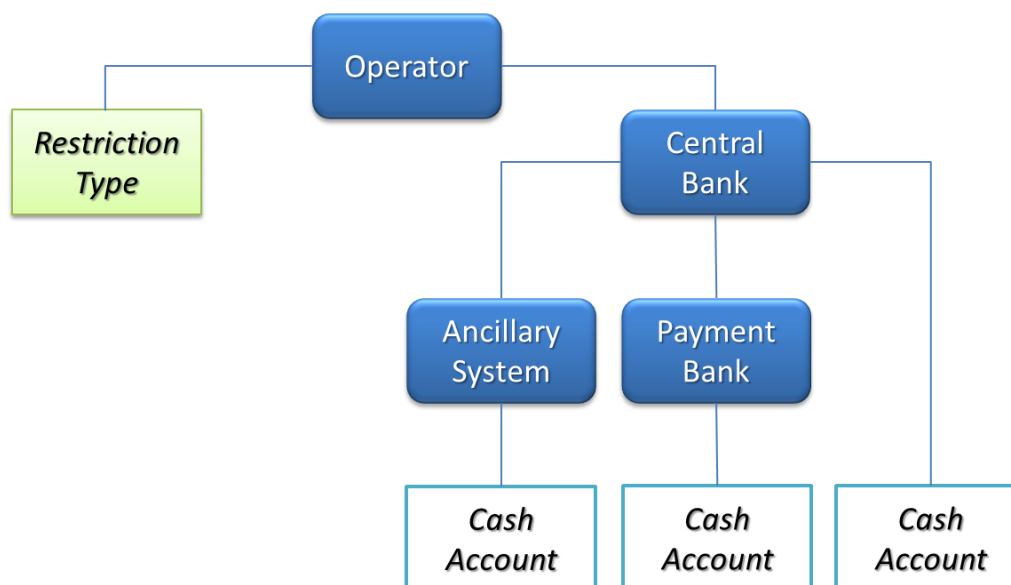 Operator
Restriction
Type
Central
Bank
Ancillary
System
Payment
Bank
Cash
Account
Cash
Account
Cash
Account